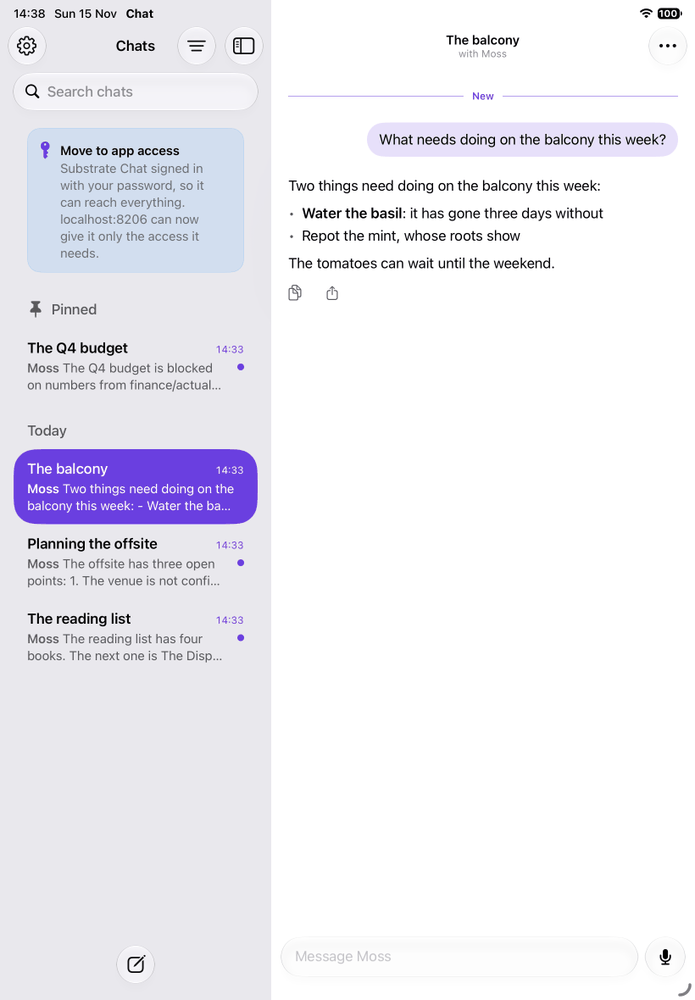 14:38 Sun 15 Nov Chat
100
Chats
Search chats
Move to app access
Substrate Chat signed in
with your password, so it
can reach everything.
localhost:8206 can now
give it only the access it
needs.
Pinned
The Q4 budget 14:33
Moss The Q4 budget is blocked
on numbers from finance/actual...
Today
The balcony 14:33
Moss Two things need doing on the
balcony this week: - Water the ba...
Planning the offsite 14:33
Moss The offsite has three open
points: 1. The venue is not confi...
The reading list 14:33
Moss The reading list has four
books. The next one is The Disp...
The balcony
with Moss
New
What needs doing on the balcony this week?
Two things need doing on the balcony this week:
• Water the basil: it has gone three days without
• Repot the mint, whose roots show
The tomatoes can wait until the weekend.
Message Moss